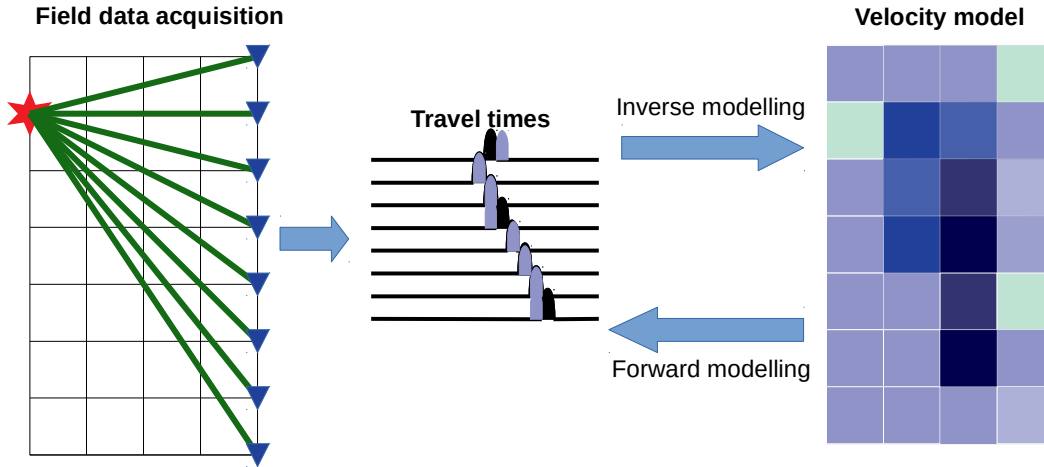 Field data acquisition
Velocity model
Travel times
Inverse modelling
Forward modelling